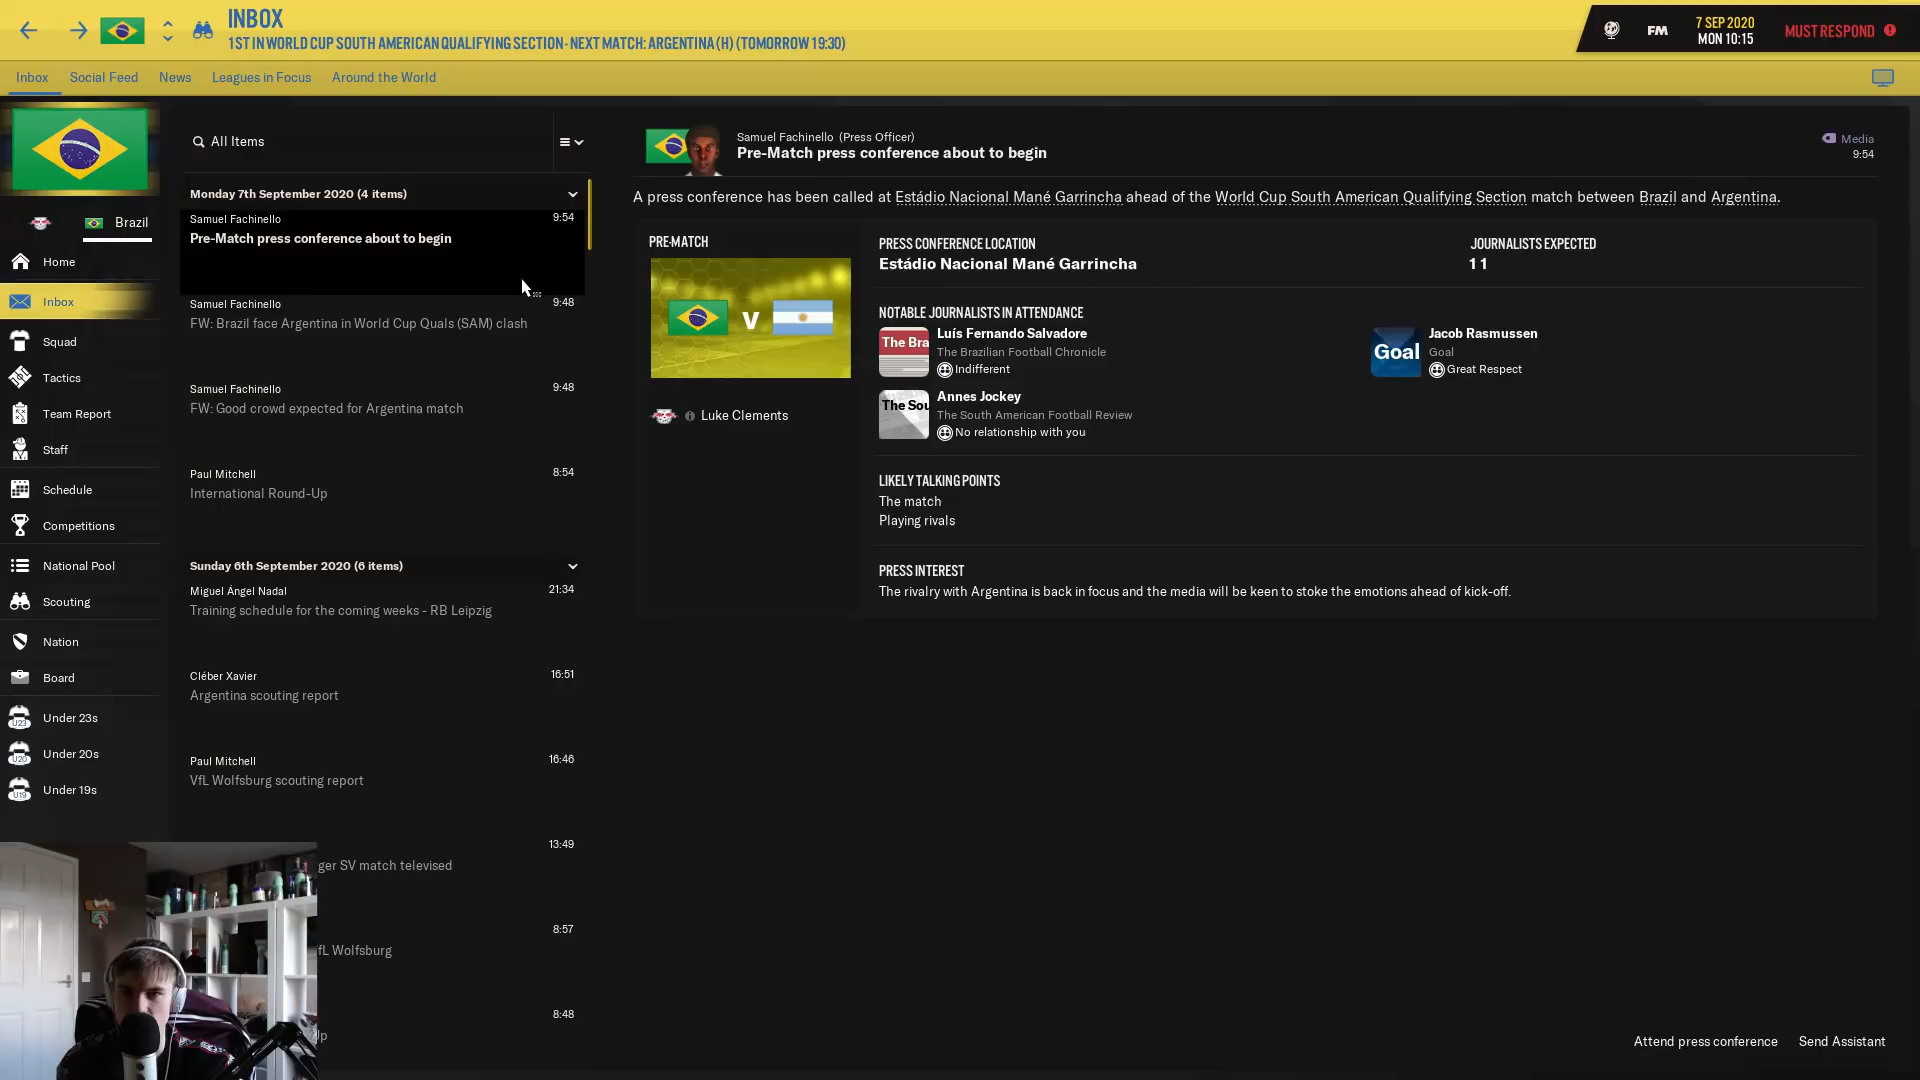 INBOX
1ST IN WORLD CUP SOUTH AMERICAN QUALIFYING SECTION - NEXT MATCH: ARGENTINA (H) (TOMORROW 19:30)
FM
7 SEP 2020
MON 10:15
MUST RESPOND
Inbox
Social Feed
News
Leagues in Focus
Around the World
Brazil
Home
Inbox
Squad
Tactics
Team Report
Staff
Schedule
Competitions
National Pool
Scouting
Nation
Board
U23
Under 23s
U20
Under 20s
U19
Under 19s
All Items
Monday 7th September 2020 (4 items)
Samuel Fachinello 9:54
Pre-Match press conference about to begin
Samuel Fachinello 9:48
FW: Brazil face Argentina in World Cup Quals (SAM) clash
Samuel Fachinello 9:48
FW: Good crowd expected for Argentina match
Paul Mitchell 8:54
International Round-Up
Sunday 6th September 2020 (6 items)
Miguel Ángel Nadal 21:34
Training schedule for the coming weeks - RB Leipzig
Cléber Xavier 16:51
Argentina scouting report
Paul Mitchell 16:46
VfL Wolfsburg scouting report
13:49
ger SV match televised
8:57
fL Wolfsburg
8:48
Up
Samuel Fachinello (Press Officer)
Pre-Match press conference about to begin
Media
9:54
A press conference has been called at Estádio Nacional Mané Garrincha ahead of the World Cup South American Qualifying Section match between Brazil and Argentina.
PRE-MATCH
V
Luke Clements
PRESS CONFERENCE LOCATION
Estádio Nacional Mané Garrincha
JOURNALISTS EXPECTED
11
NOTABLE JOURNALISTS IN ATTENDANCE
The Bra
Luís Fernando Salvadore
The Brazilian Football Chronicle
Indifferent
Goal
Jacob Rasmussen
Goal
Great Respect
The Sou
Annes Jockey
The South American Football Review
No relationship with you
LIKELY TALKING POINTS
The match
Playing rivals
PRESS INTEREST
The rivalry with Argentina is back in focus and the media will be keen to stoke the emotions ahead of kick-off.
Attend press conference
Send Assistant